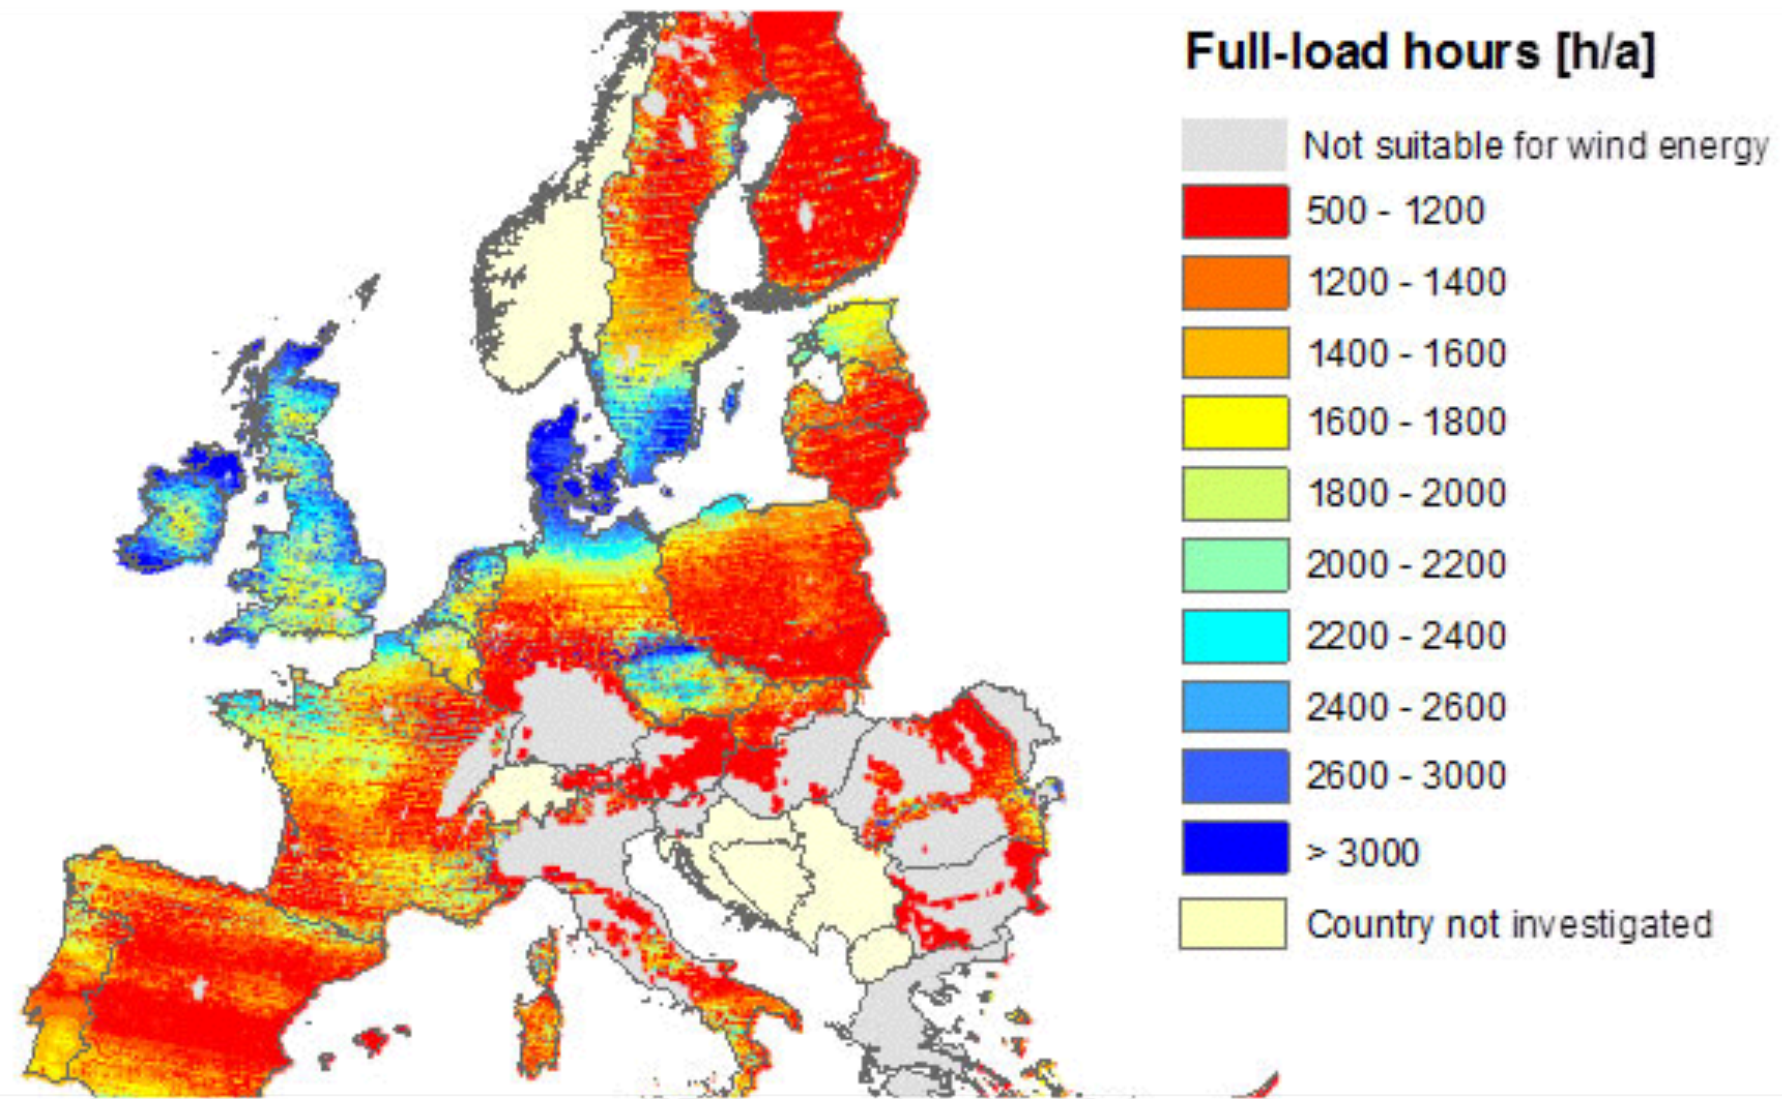 Full-load hours [h/a]
Not suitable for wind energy
500 - 1200
1200 - 1400
1400 - 1600
1600 - 1800
1800 - 2000
2000 - 2200
2200 - 2400
2400 - 2600
2600 - 3000
> 3000
Country not investigated